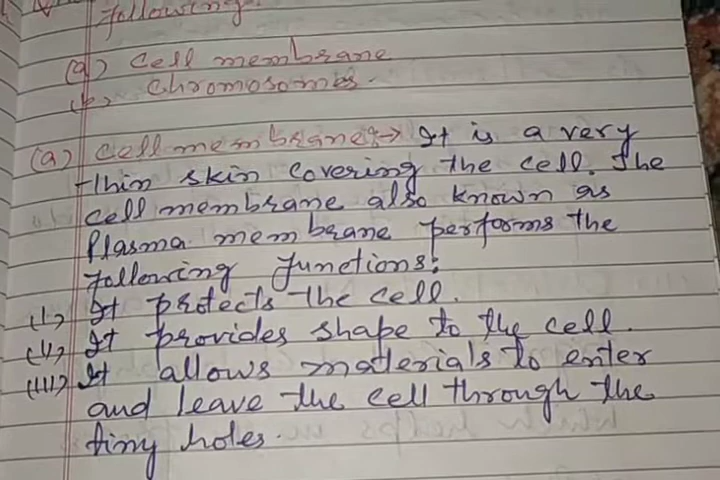 following
(a) Cell membrane
(b) Chromosomes.
(a) Cell membrane:→ It is a very
thin skin covering the cell. The
cell membrane also known as
Plasma membrane performs the
following functions:
(i) It protects the cell.
(ii) It provides shape to the cell.
(iii) It allows materials to enter
and leave the cell through the
tiny holes.